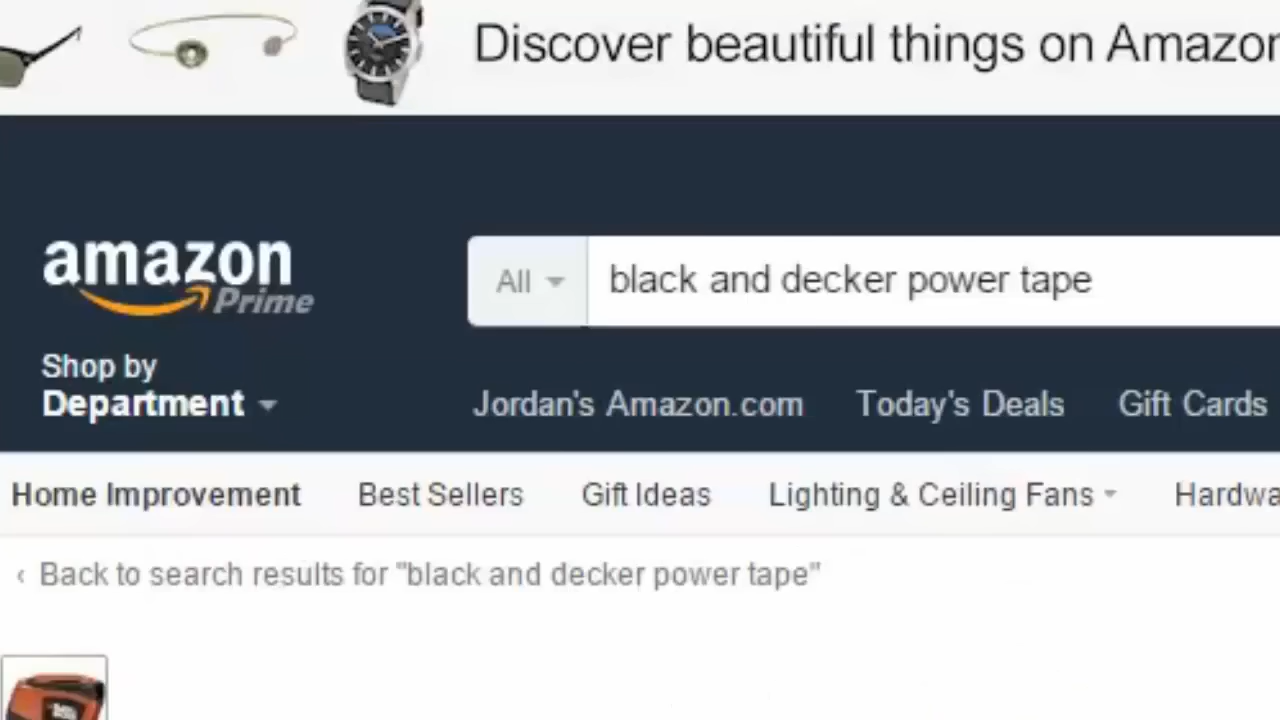 Discover beautiful things on Amazon
amazon
Prime
All
black and decker power tape
Shop by
Department
Jordan's Amazon.com Today's Deals Gift Cards
Home Improvement Best Sellers Gift Ideas Lighting & Ceiling Fans Hardwa
‹ Back to search results for "black and decker power tape"